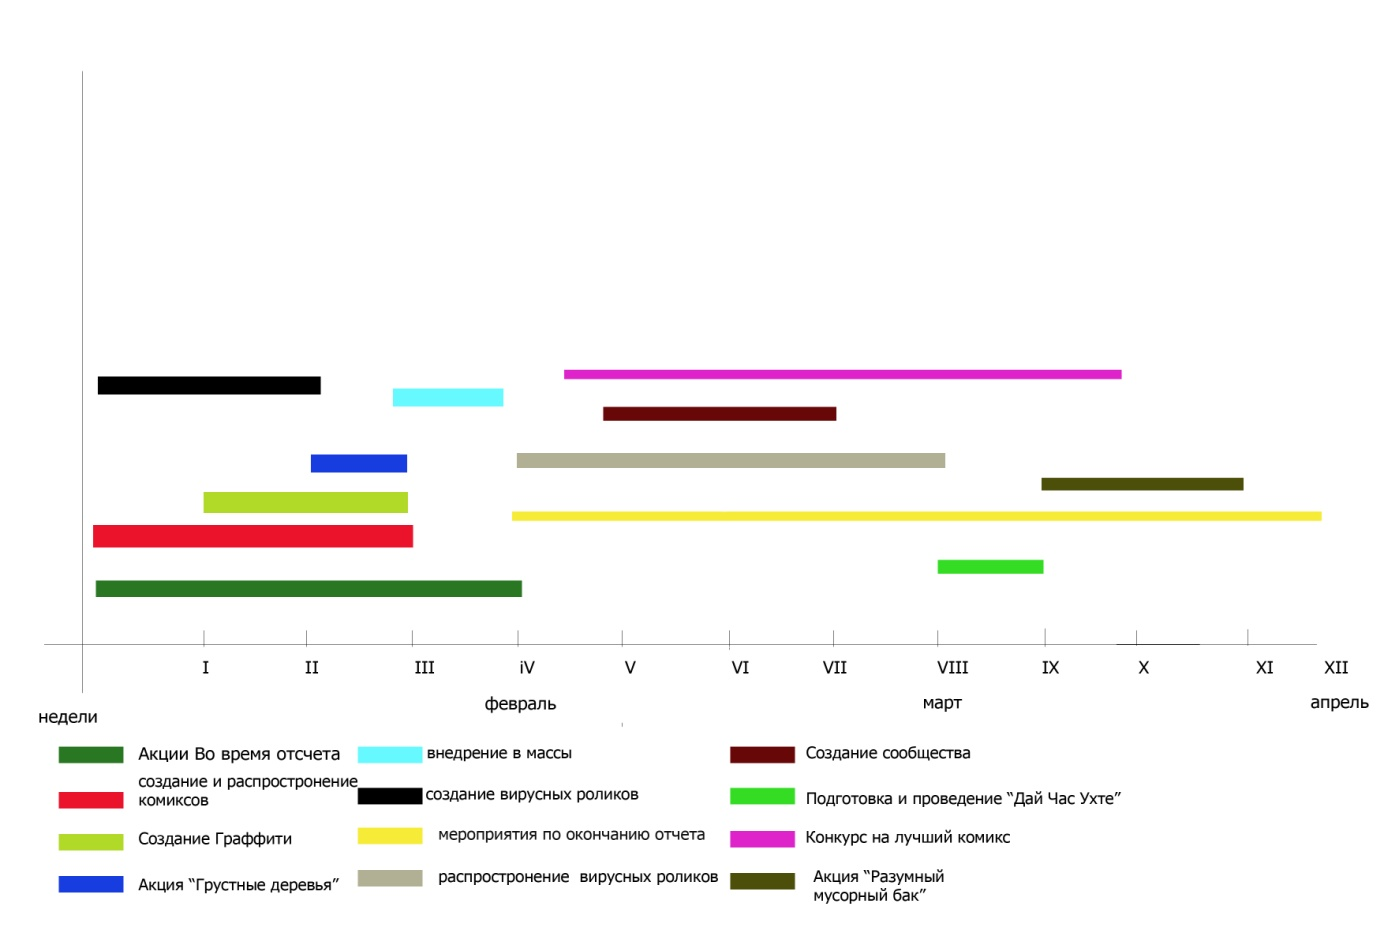 I II III iV V VI VII VIII IX X XI XII
февраль март апрель
недели
Акции Во время отсчета
создание и распростронение
комиксов
Создание Граффити
Акция “Грустные деревья”
внедрение в массы
создание вирусных роликов
мероприятия по окончанию отчета
распростронение вирусных роликов
Создание сообщества
Подготовка и проведение “Дай Час Ухте”
Конкурс на лучший комикс
Акция “Разумный
мусорный бак”